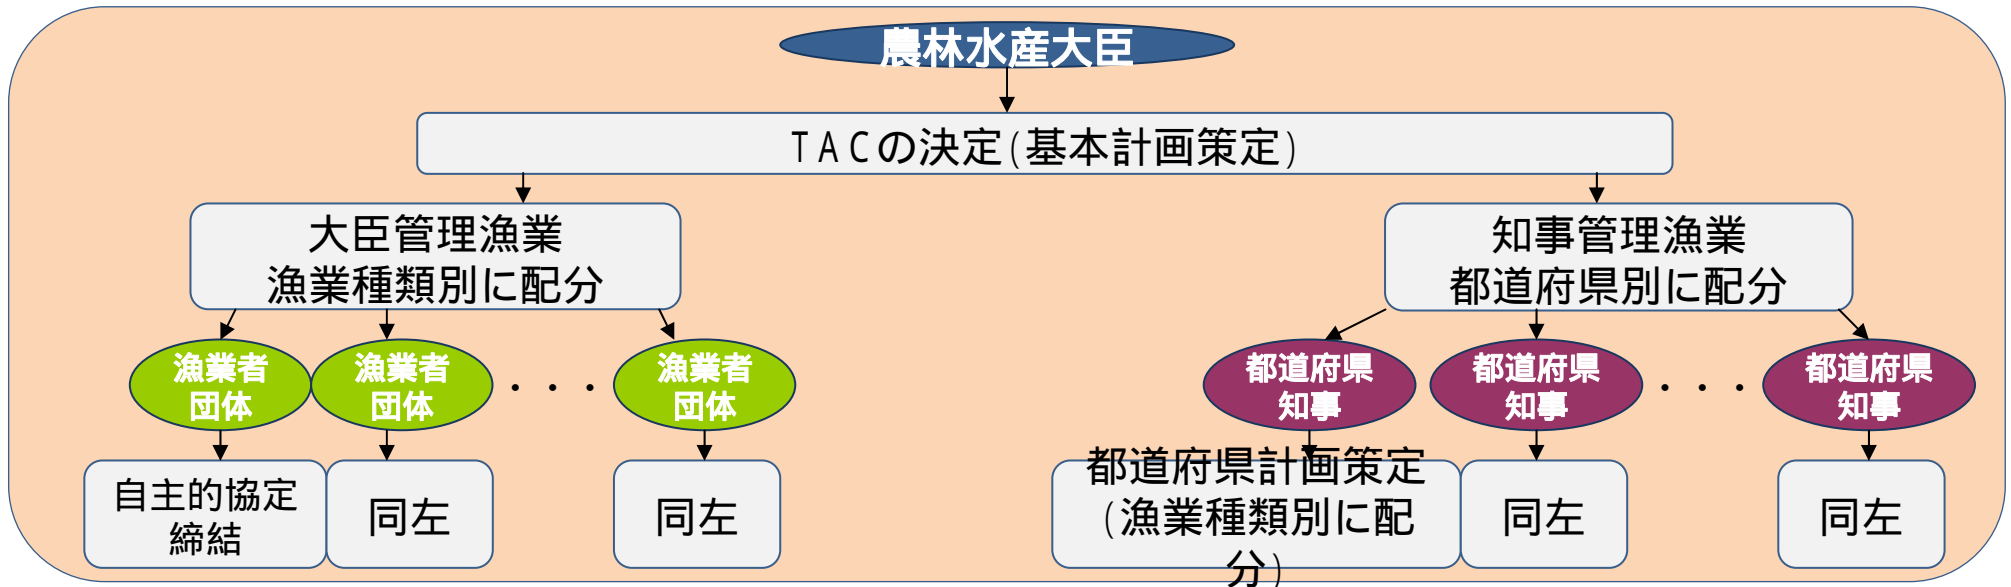 農林水産大臣
TACの決定(基本計画策定)
大臣管理漁業
漁業種類別に配分
知事管理漁業
都道府県別に配分
漁業者
団体
漁業者
団体
・・・
漁業者
団体
都道府県
知事
都道府県
知事
・・・
都道府県
知事
自主的協定
締結
同左
同左
都道府県計画策定
(漁業種類別に配
分)
同左
同左